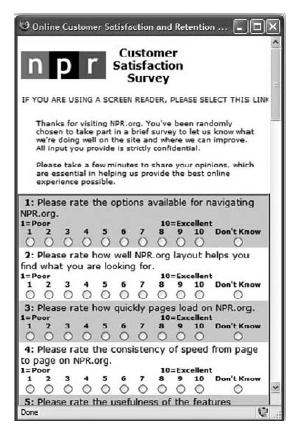 Online Customer Satisfaction and Retention ...
npr
Customer
Satisfaction
Survey
IF YOU ARE USING A SCREEN READER, PLEASE SELECT THIS LINK
Thanks for visiting NPR.org. You've been randomly
chosen to take part in a brief survey to let us know what
we're doing well on the site and where we can improve.
All input you provide is strictly confidential.
Please take a few minutes to share your opinions, which
are essential in helping us provide the best online
experience possible.
1: Please rate the options available for navigating
NPR.org.
1=Poor 10=Excellent
1 2 3 4 5 6 7 8 9 10 Don't Know
2: Please rate how well NPR.org layout helps you
find what you are looking for.
1=Poor 10=Excellent
1 2 3 4 5 6 7 8 9 10 Don't Know
3: Please rate how quickly pages load on NPR.org.
1=Poor 10=Excellent
1 2 3 4 5 6 7 8 9 10 Don't Know
4: Please rate the consistency of speed from page
to page on NPR.org.
1=Poor 10=Excellent
1 2 3 4 5 6 7 8 9 10 Don't Know
5: Please rate the usefulness of the features
Done